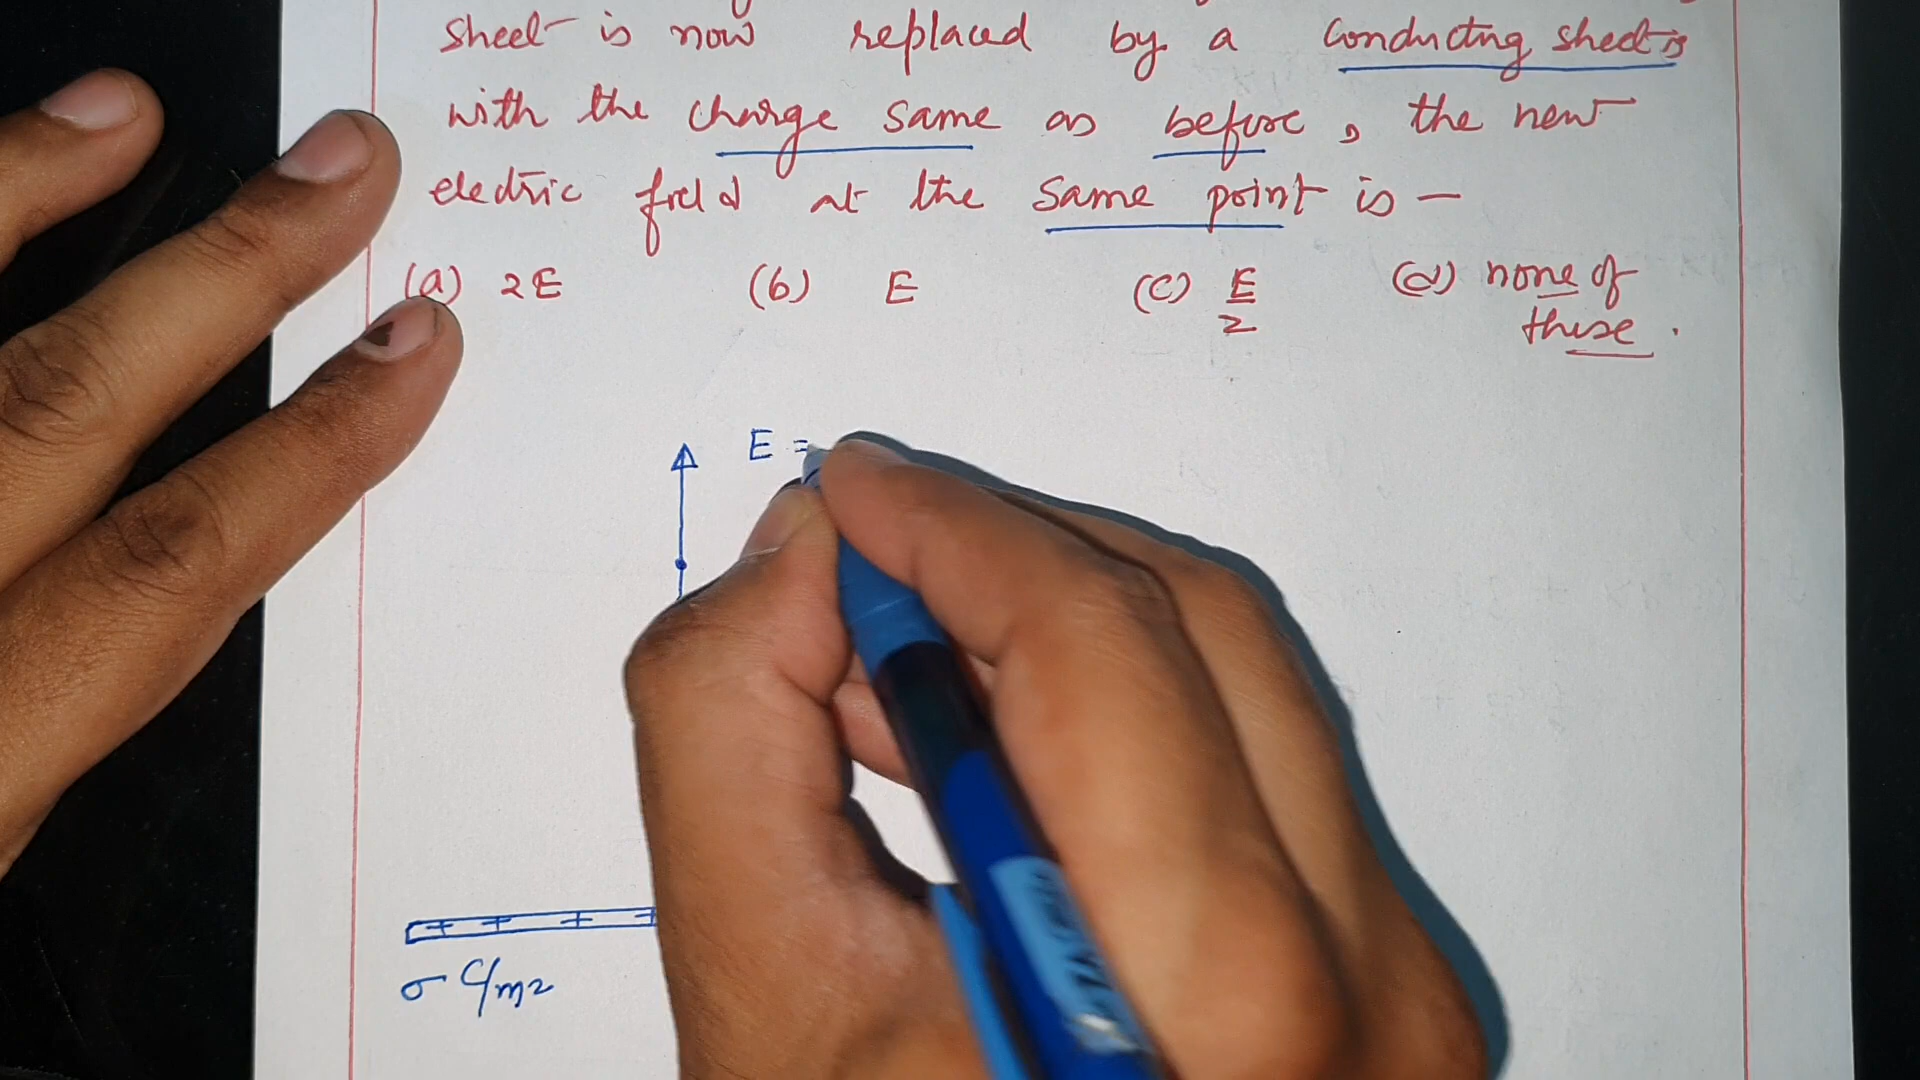 sheet is now replaced by a conducting sheet
with the charge same as before, the new
electric field at the same point is —
(a) 2E (b) E (c) E/2 (d) none of these.
E =
+ + + +
σ C/m2